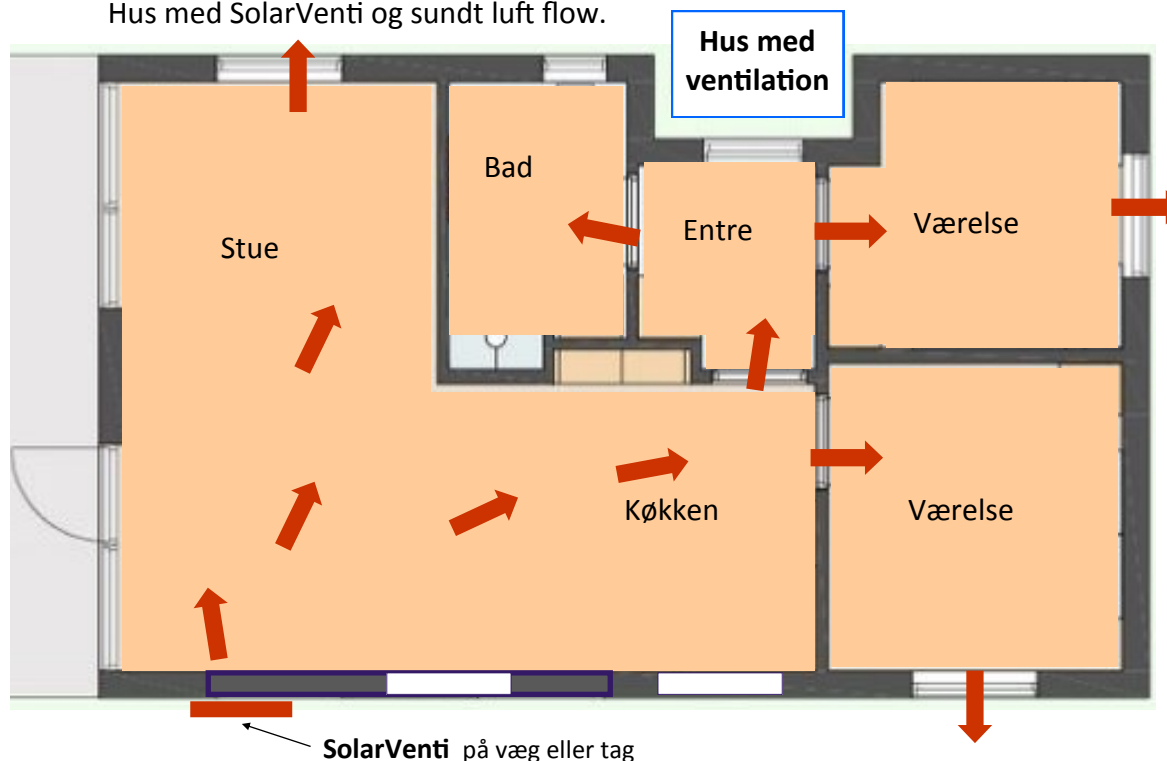 Hus med SolarVenti og sundt luft flow.
Hus med
ventilation
Bad
Entre
Værelse
Stue
Køkken
Værelse
SolarVenti på væg eller tag